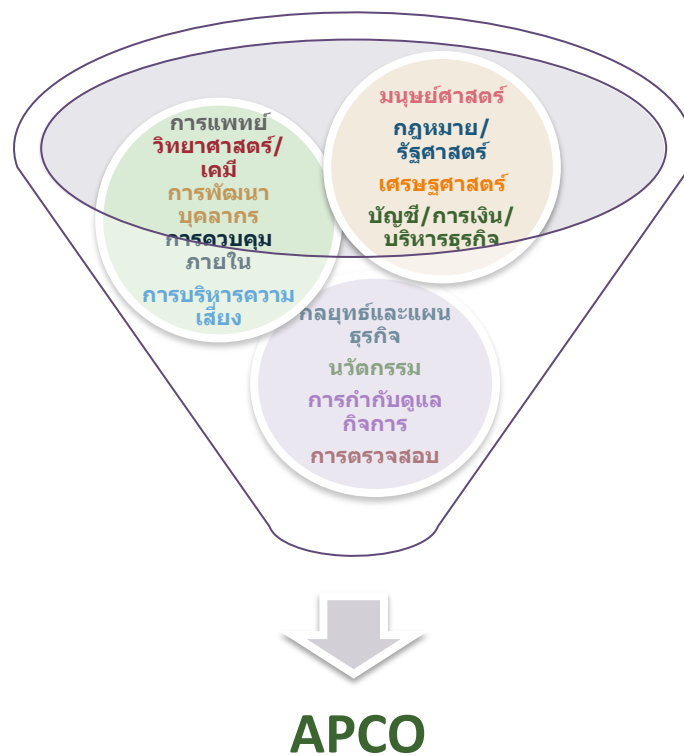 การแพทย์
วิทยาศาสตร์/
เคมี
การพัฒนา
บุคลากร
การควบคุม
ภายใน
การบริหารความ
เสี่ยง
มนุษย์ศาสตร์
กฎหมาย/
รัฐศาสตร์
เศรษฐศาสตร์
บัญชี/การเงิน/
บริหารธุรกิจ
กลยุทธ์และแผน
ธุรกิจ
นวัตกรรม
การกำกับดูแล
กิจการ
การตรวจสอบ
APCO